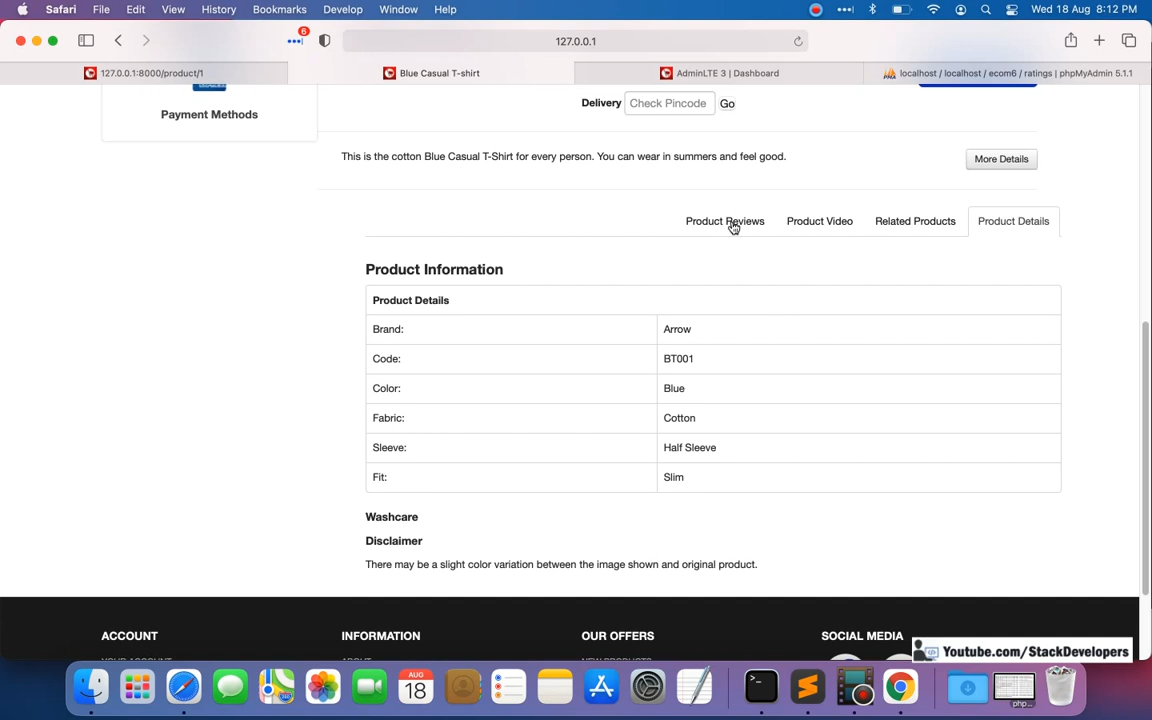 Safari File Edit View History Bookmarks Develop Window Help Wed 18 Aug 8:12 PM
6
127.0.0.1
127.0.0.1:8000/product/1 Blue Casual T-shirt AdminLTE 3 | Dashboard localhost / localhost / ecom6 / ratings | phpMyAdmin 5.1.1
Payment Methods
Delivery Check Pincode Go
This is the cotton Blue Casual T-Shirt for every person. You can wear in summers and feel good. More Details
Product Reviews Product Video Related Products Product Details
Product Information
Product Details
Brand: Arrow
Code: BT001
Color: Blue
Fabric: Cotton
Sleeve: Half Sleeve
Fit: Slim
Washcare
Disclaimer
There may be a slight color variation between the image shown and original product.
ACCOUNT INFORMATION OUR OFFERS SOCIAL MEDIA
Youtube.com/StackDevelopers
AUG
18
php...